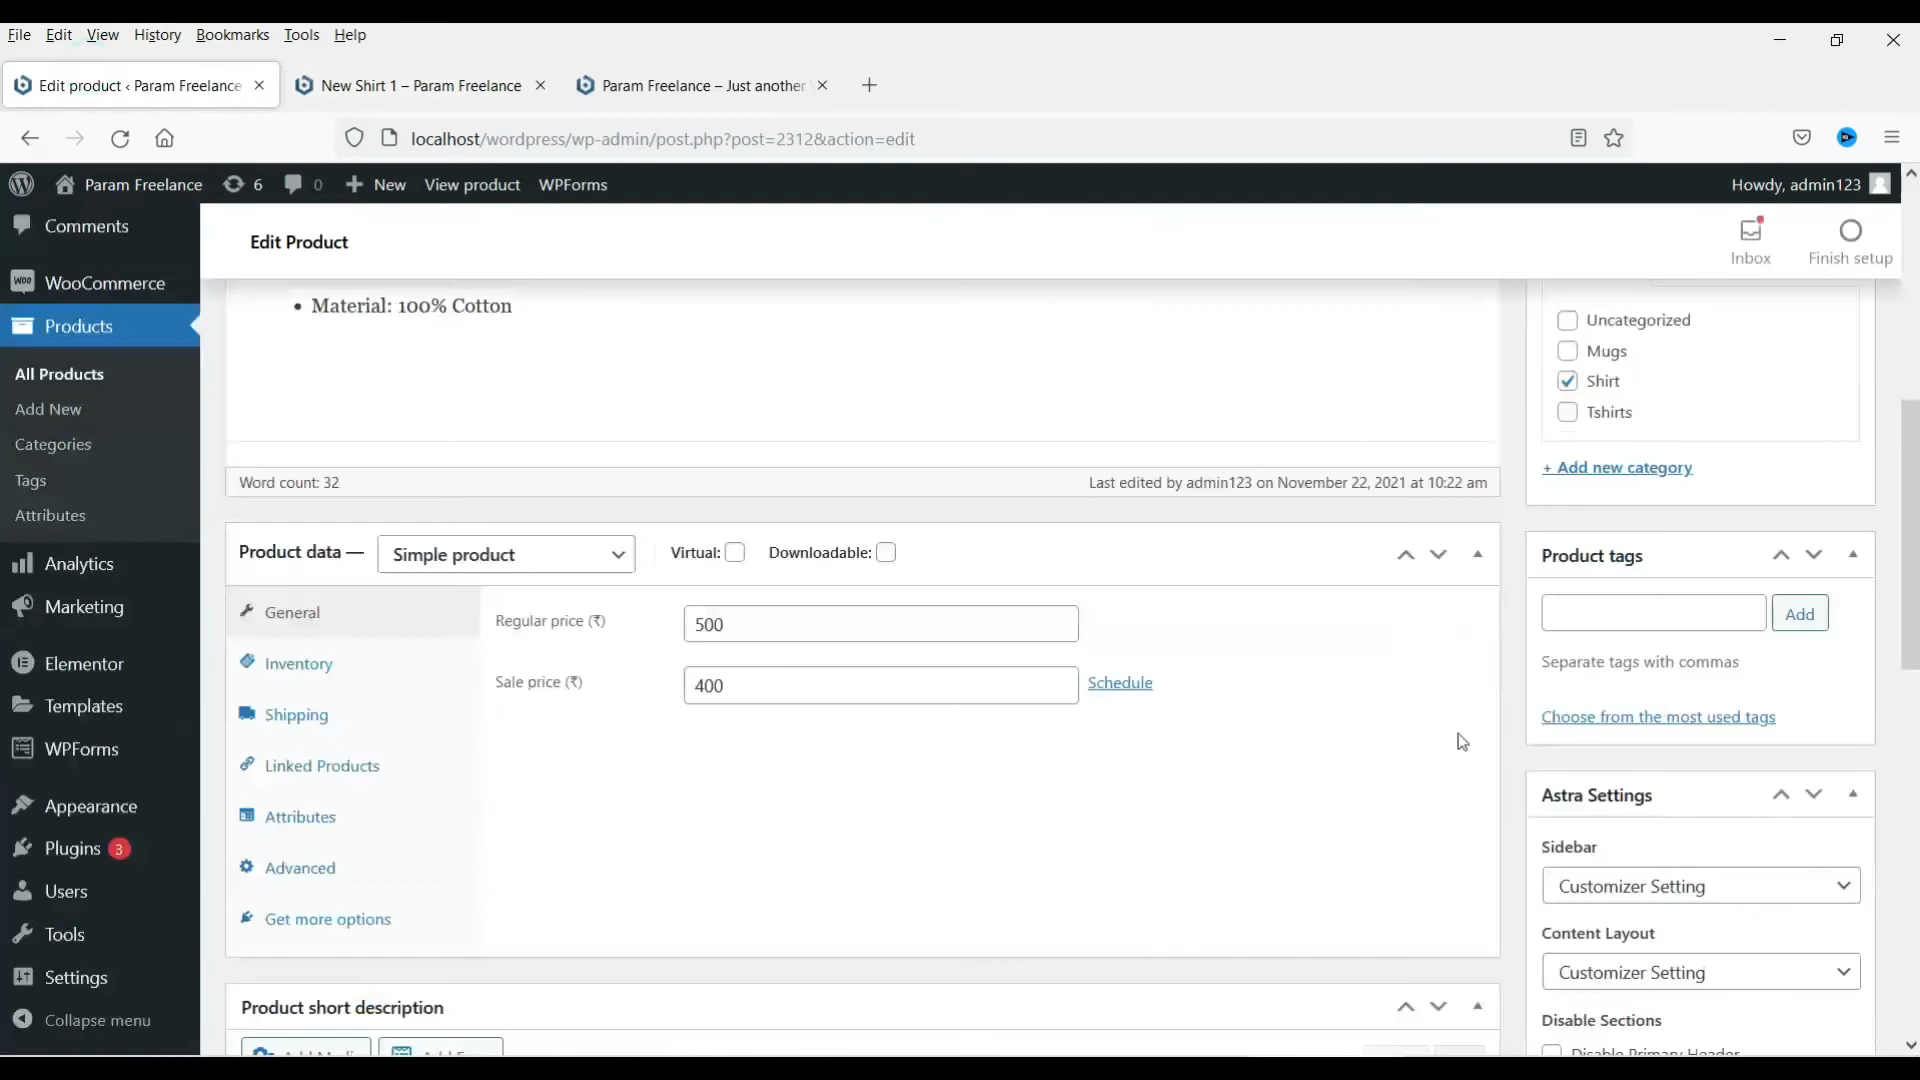 File Edit View History Bookmarks Tools Help
Edit product ‹ Param Freelance
New Shirt 1 – Param Freelance
Param Freelance – Just another
localhost/wordpress/wp-admin/post.php?post=2312&action=edit
Param Freelance 6 0 New View product WPForms
Howdy, admin123
Comments
WooCommerce
Products
All Products
Add New
Categories
Tags
Attributes
Analytics
Marketing
Elementor
Templates
WPForms
Appearance
Plugins 3
Users
Tools
Settings
Collapse menu
Edit Product
Inbox
Finish setup
• Material: 100% Cotton
Word count: 32
Last edited by admin123 on November 22, 2021 at 10:22 am
Product data —
Simple product
Virtual:
Downloadable:
General
Inventory
Shipping
Linked Products
Attributes
Advanced
Get more options
Regular price (₹)
500
Sale price (₹)
400
Schedule
Product short description
Uncategorized
Mugs
Shirt
Tshirts
+ Add new category
Product tags
Add
Separate tags with commas
Choose from the most used tags
Astra Settings
Sidebar
Customizer Setting
Content Layout
Customizer Setting
Disable Sections
Disable Primary Header